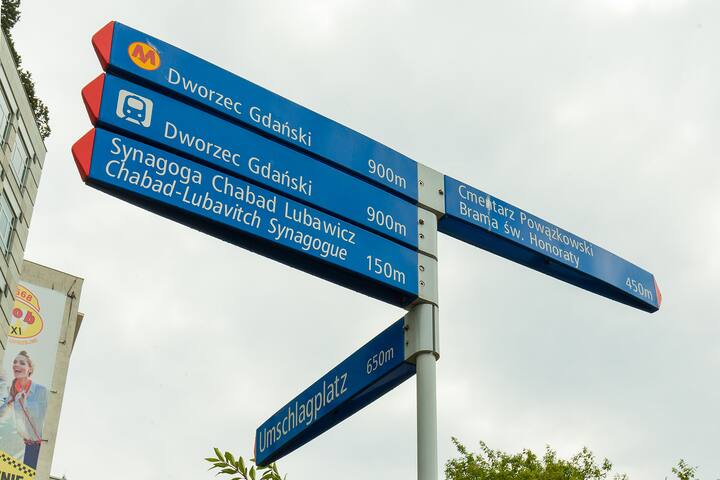 M
Dworzec Gdański 900m
Dworzec Gdański 900m
Synagoga Chabad Lubawicz
Chabad-Lubavitch Synagogue 150m
Cmentarz Powązkowski
Brama św. Honoraty 450m
Umschlagplatz 650m